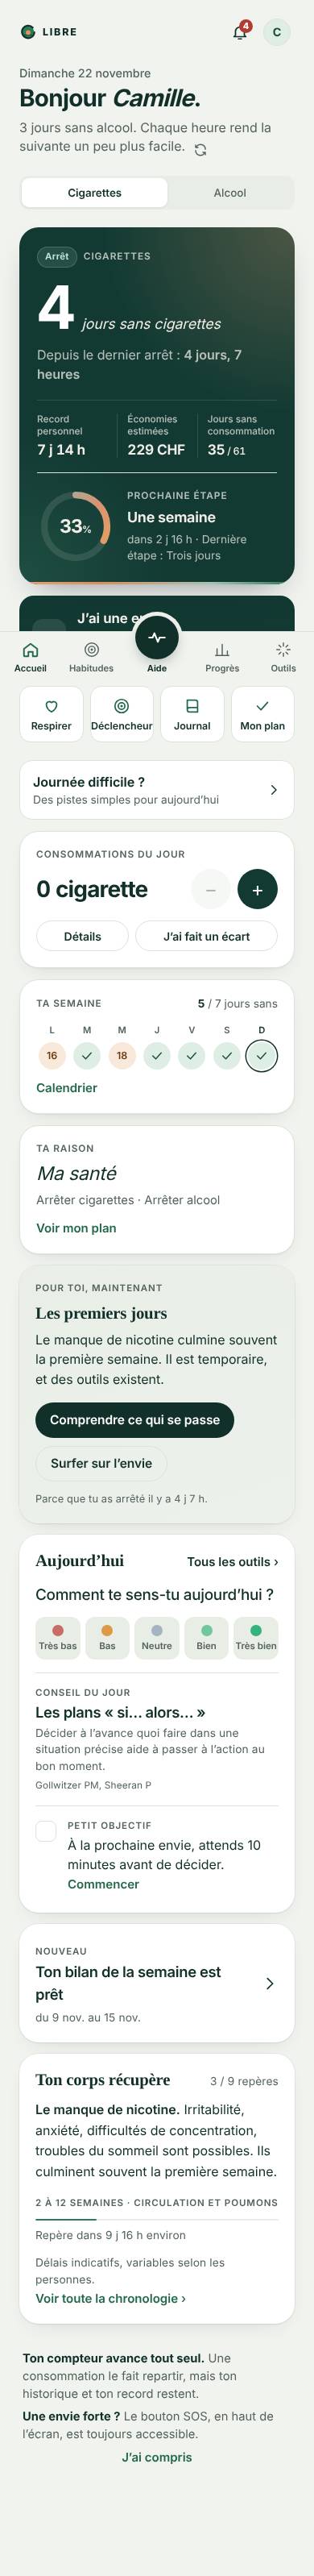 LIBRE
4
C
Dimanche 22 novembre
Bonjour Camille.
3 jours sans alcool. Chaque heure rend la
suivante un peu plus facile.
Cigarettes
Alcool
Arrêt CIGARETTES
4 jours sans cigarettes
Depuis le dernier arrêt : 4 jours, 7
heures
Record
personnel
7 j 14 h
Économies
estimées
229 CHF
Jours sans
consommation
35 / 61
33%
PROCHAINE ÉTAPE
Une semaine
dans 2 j 16 h · Dernière
étape : Trois jours
J'ai une en
Accueil
Habitudes
Aide
Progrès
Outils
Respirer
Déclencheur
Journal
Mon plan
Journée difficile ?
Des pistes simples pour aujourd'hui
CONSOMMATIONS DU JOUR
0 cigarette
−
+
Détails
J'ai fait un écart
TA SEMAINE
5 / 7 jours sans
L M M J V S D
16 18
Calendrier
TA RAISON
Ma santé
Arrêter cigarettes · Arrêter alcool
Voir mon plan
POUR TOI, MAINTENANT
Les premiers jours
Le manque de nicotine culmine souvent
la première semaine. Il est temporaire,
et des outils existent.
Comprendre ce qui se passe
Surfer sur l'envie
Parce que tu as arrêté il y a 4 j 7 h.
Aujourd'hui
Tous les outils ›
Comment te sens-tu aujourd'hui ?
Très bas
Bas
Neutre
Bien
Très bien
CONSEIL DU JOUR
Les plans « si… alors… »
Décider à l'avance quoi faire dans une
situation précise aide à passer à l'action au
bon moment.
Gollwitzer PM, Sheeran P
PETIT OBJECTIF
À la prochaine envie, attends 10
minutes avant de décider.
Commencer
NOUVEAU
Ton bilan de la semaine est
prêt
du 9 nov. au 15 nov.
Ton corps récupère
3 / 9 repères
Le manque de nicotine. Irritabilité,
anxiété, difficultés de concentration,
troubles du sommeil sont possibles. Ils
culminent souvent la première semaine.
2 À 12 SEMAINES · CIRCULATION ET POUMONS
Repère dans 9 j 16 h environ
Délais indicatifs, variables selon les
personnes.
Voir toute la chronologie ›
Ton compteur avance tout seul. Une
consommation le fait repartir, mais ton
historique et ton record restent.
Une envie forte ? Le bouton SOS, en haut de
l'écran, est toujours accessible.
J'ai compris